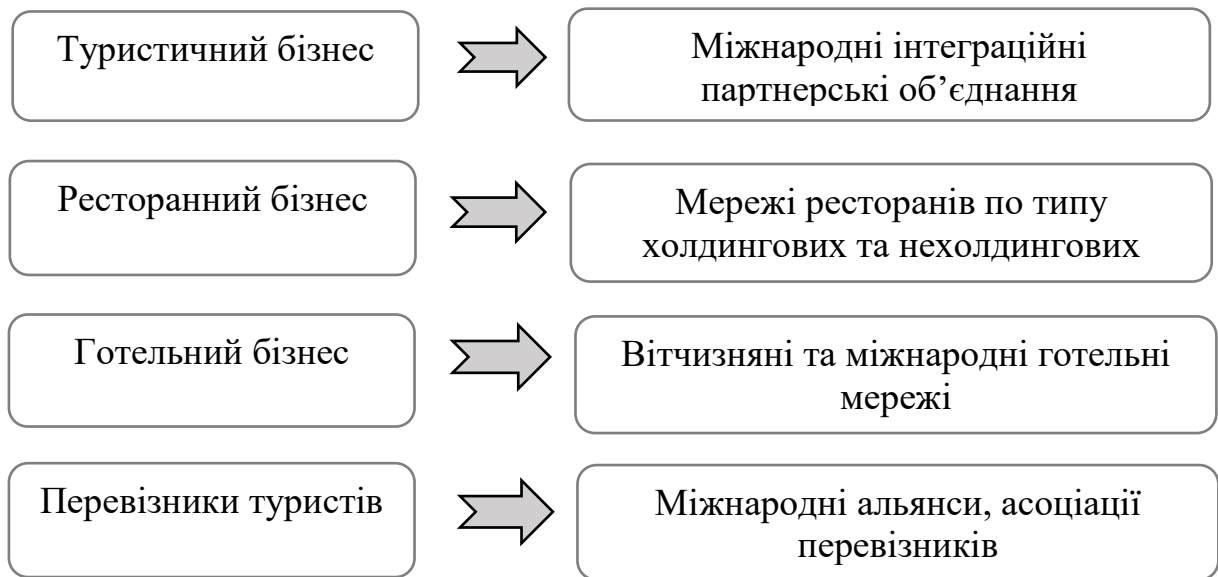 Туристичний бізнес
Міжнародні інтеграційні
партнерські об’єднання
Ресторанний бізнес
Мережі ресторанів по типу
холдингових та нехолдингових
Готельний бізнес
Вітчизняні та міжнародні готельні
мережі
Перевізники туристів
Міжнародні альянси, асоціації
перевізників